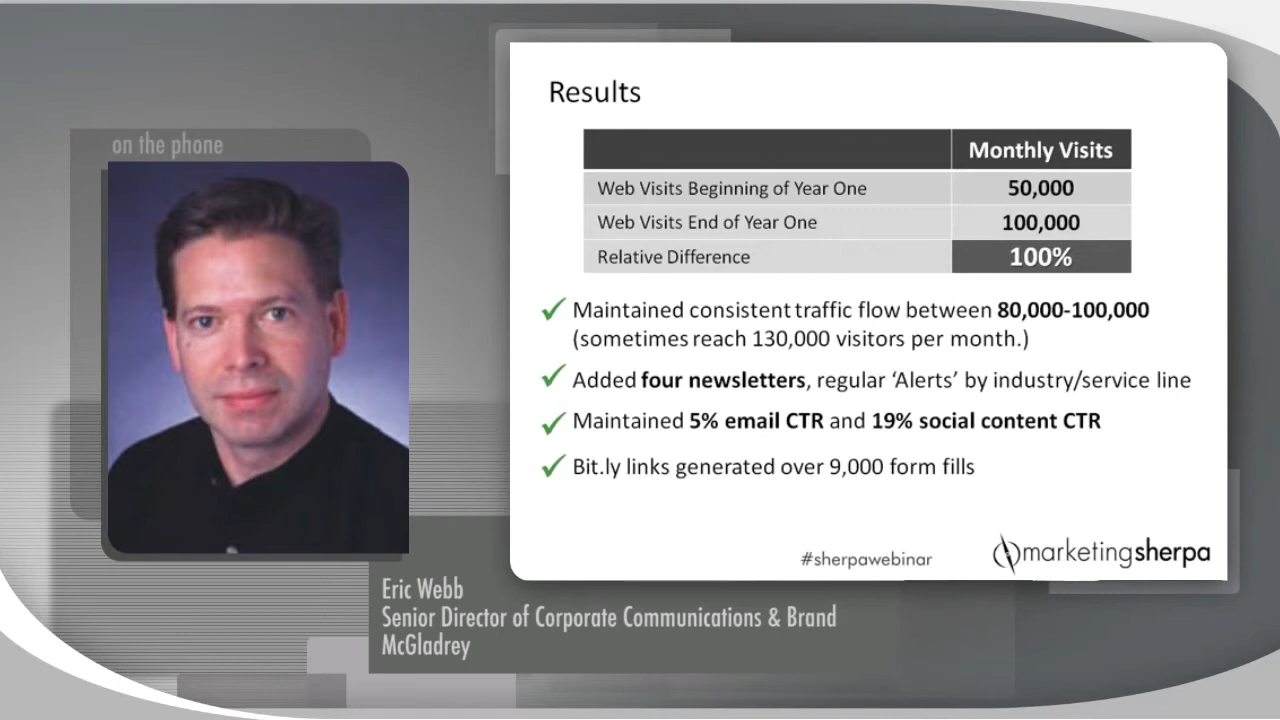 on the phone
Results
Monthly Visits
Web Visits Beginning of Year One 50,000
Web Visits End of Year One 100,000
Relative Difference 100%
Maintained consistent traffic flow between 80,000-100,000
(sometimes reach 130,000 visitors per month.)
Added four newsletters, regular ‘Alerts’ by industry/service line
Maintained 5% email CTR and 19% social content CTR
Bit.ly links generated over 9,000 form fills
#sherpawebinar
marketingsherpa
Eric Webb
Senior Director of Corporate Communications & Brand
McGladrey